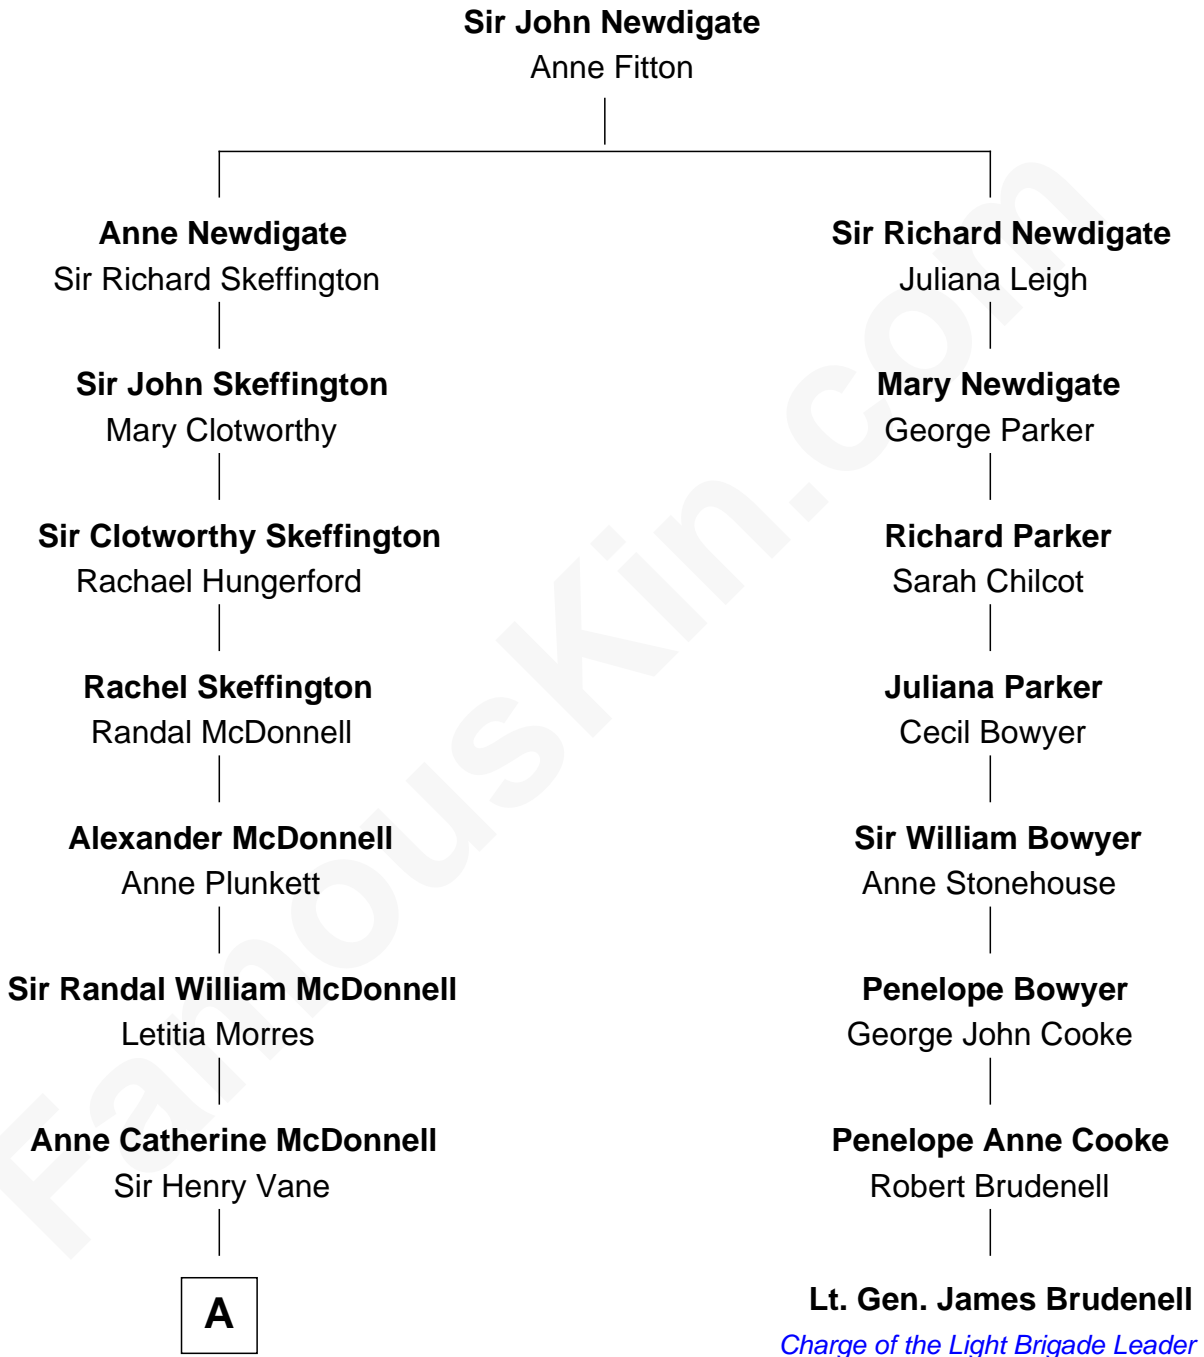 Sir John Newdigate
Anne Fitton
Anne Newdigate
Sir Richard Skeffington
Sir Richard Newdigate
Juliana Leigh
Sir John Skeffington
Mary Clotworthy
Mary Newdigate
George Parker
Sir Clotworthy Skeffington
Rachael Hungerford
Richard Parker
Sarah Chilcot
Rachel Skeffington
Randal McDonnell
Juliana Parker
Cecil Bowyer
Alexander McDonnell
Anne Plunkett
Sir William Bowyer
Anne Stonehouse
Sir Randal William McDonnell
Letitia Morres
Penelope Bowyer
George John Cooke
Anne Catherine McDonnell
Sir Henry Vane
Penelope Anne Cooke
Robert Brudenell
A
Lt. Gen. James Brudenell
Charge of the Light Brigade Leader
FamousKin.com